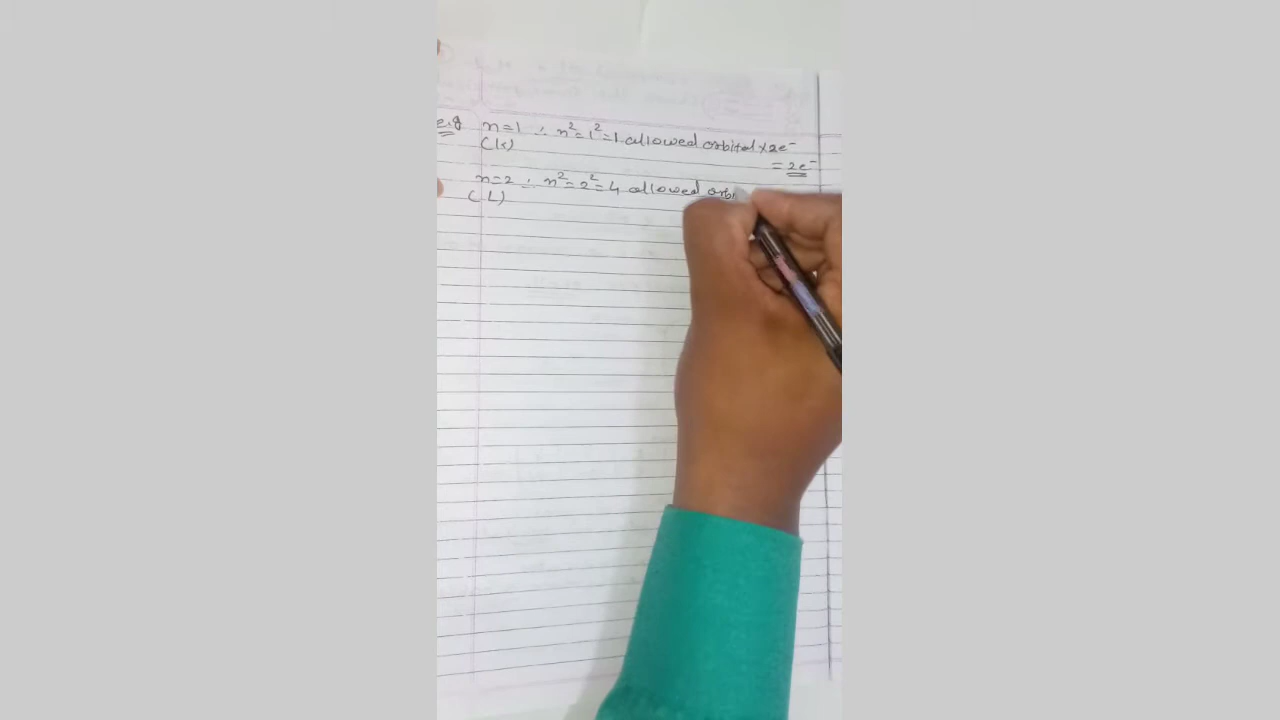 e.g n=1 ∴ n²=1²=1 allowed orbital × 2e⁻
(K) = 2e⁻
n=2 ∴ n²=2²=4 allowed
(L)